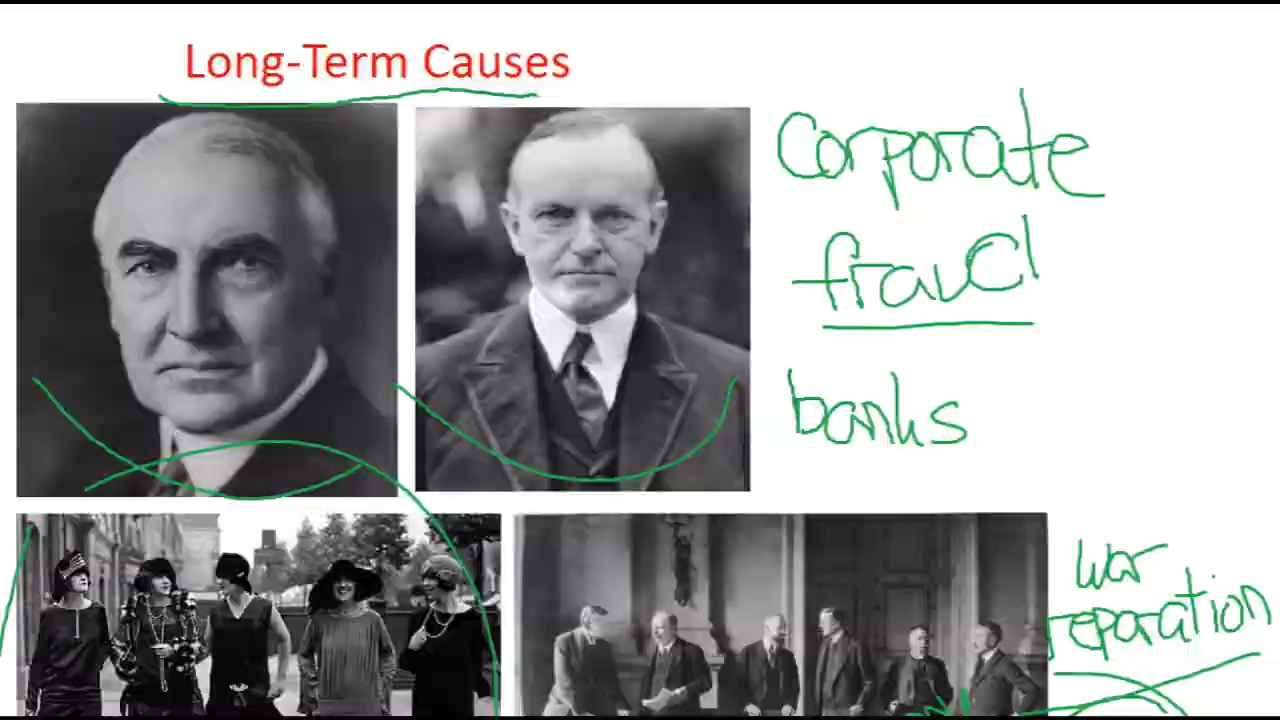 Long-Term Causes
corporate
fraud
banks
war
reparation